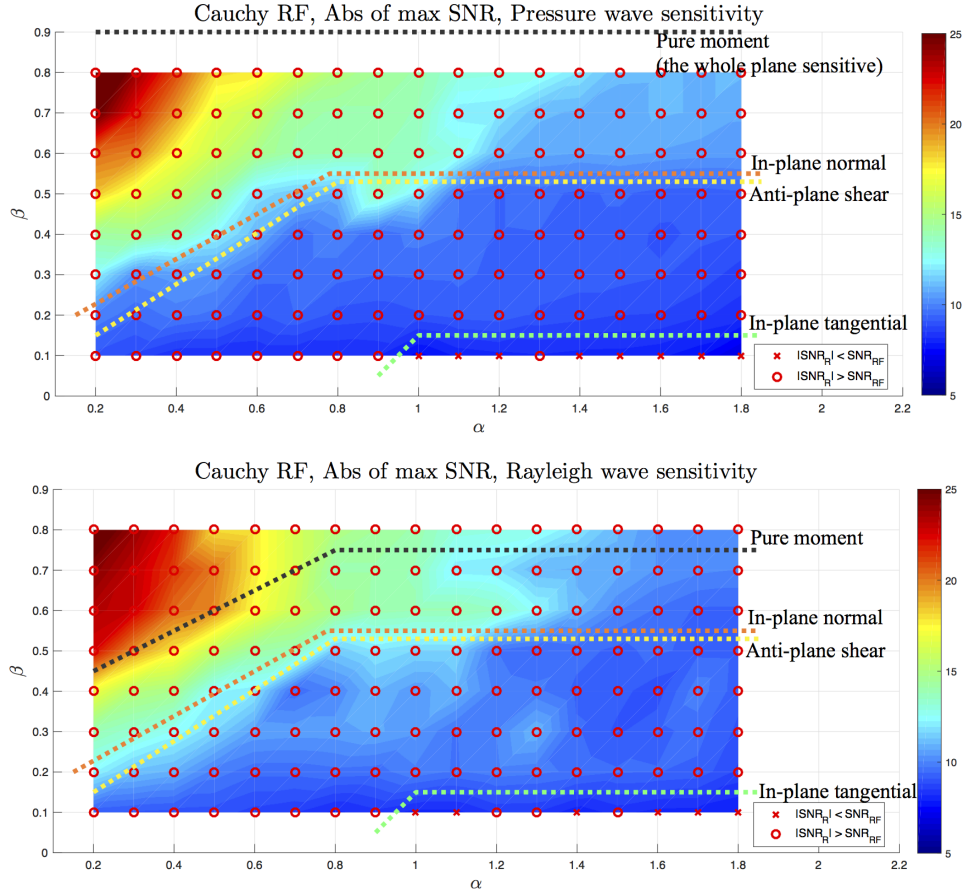 Cauchy RF, Abs of max SNR, Pressure wave sensitivity
0.9
0.8
0.7
0.6
0.5
0.4
0.3
0.2
0.1
0
β
0.2
0.4
0.6
0.8
1
1.2
1.4
1.6
1.8
2
2.2
α
Pure moment
(the whole plane sensitive)
In-plane normal
Anti-plane shear
In-plane tangential
|SNR_R| < SNR_RF
|SNR_R| > SNR_RF
25
20
15
10
5
Cauchy RF, Abs of max SNR, Rayleigh wave sensitivity
0.9
0.8
0.7
0.6
0.5
0.4
0.3
0.2
0.1
0
β
0.2
0.4
0.6
0.8
1
1.2
1.4
1.6
1.8
2
2.2
α
Pure moment
In-plane normal
Anti-plane shear
In-plane tangential
|SNR_R| < SNR_RF
|SNR_R| > SNR_RF
25
20
15
10
5